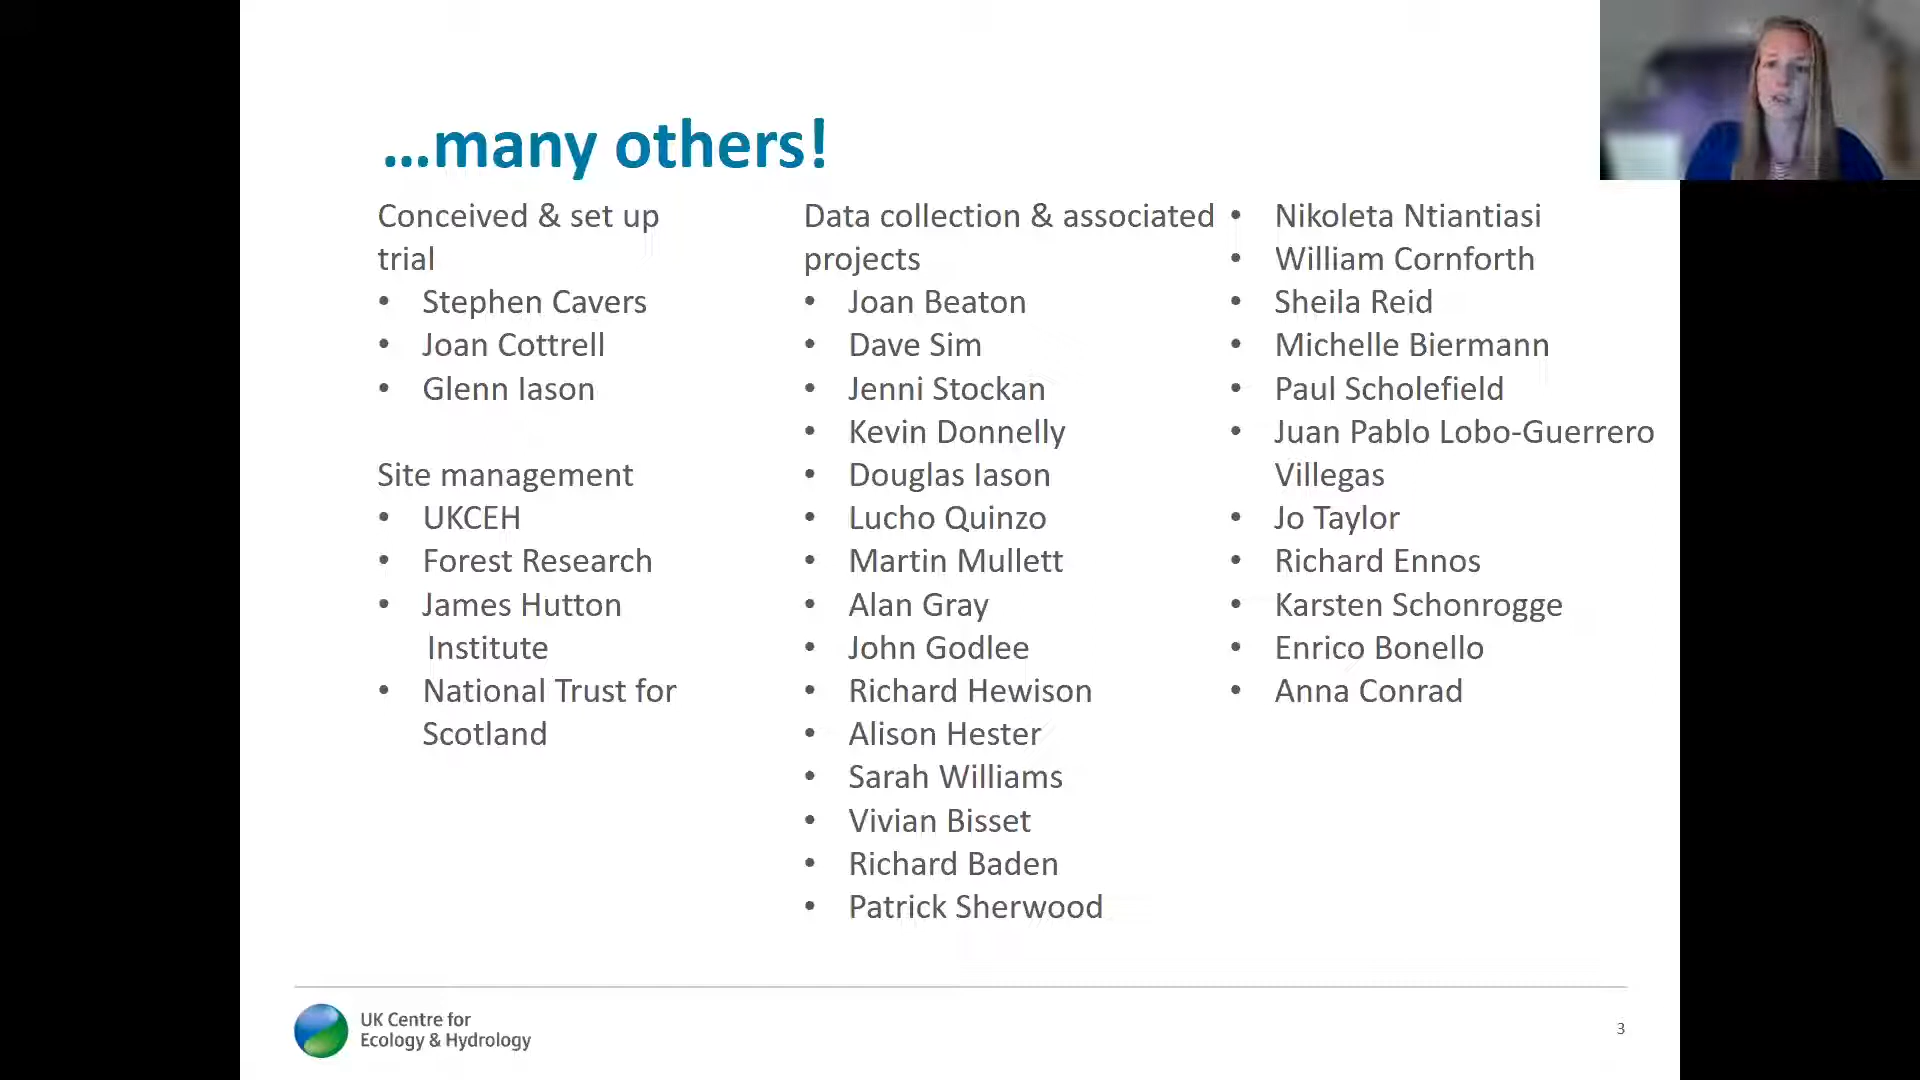 ...many others!
Conceived & set up
trial
• Stephen Cavers
• Joan Cottrell
• Glenn Iason
Site management
• UKCEH
• Forest Research
• James Hutton
Institute
• National Trust for
Scotland
Data collection & associated
projects
• Joan Beaton
• Dave Sim
• Jenni Stockan
• Kevin Donnelly
• Douglas Iason
• Lucho Quinzo
• Martin Mullett
• Alan Gray
• John Godlee
• Richard Hewison
• Alison Hester
• Sarah Williams
• Vivian Bisset
• Richard Baden
• Patrick Sherwood
• Nikoleta Ntiantiasi
• William Cornforth
• Sheila Reid
• Michelle Biermann
• Paul Scholefield
• Juan Pablo Lobo-Guerrero
Villegas
• Jo Taylor
• Richard Ennos
• Karsten Schonrogge
• Enrico Bonello
• Anna Conrad
UK Centre for
Ecology & Hydrology
3